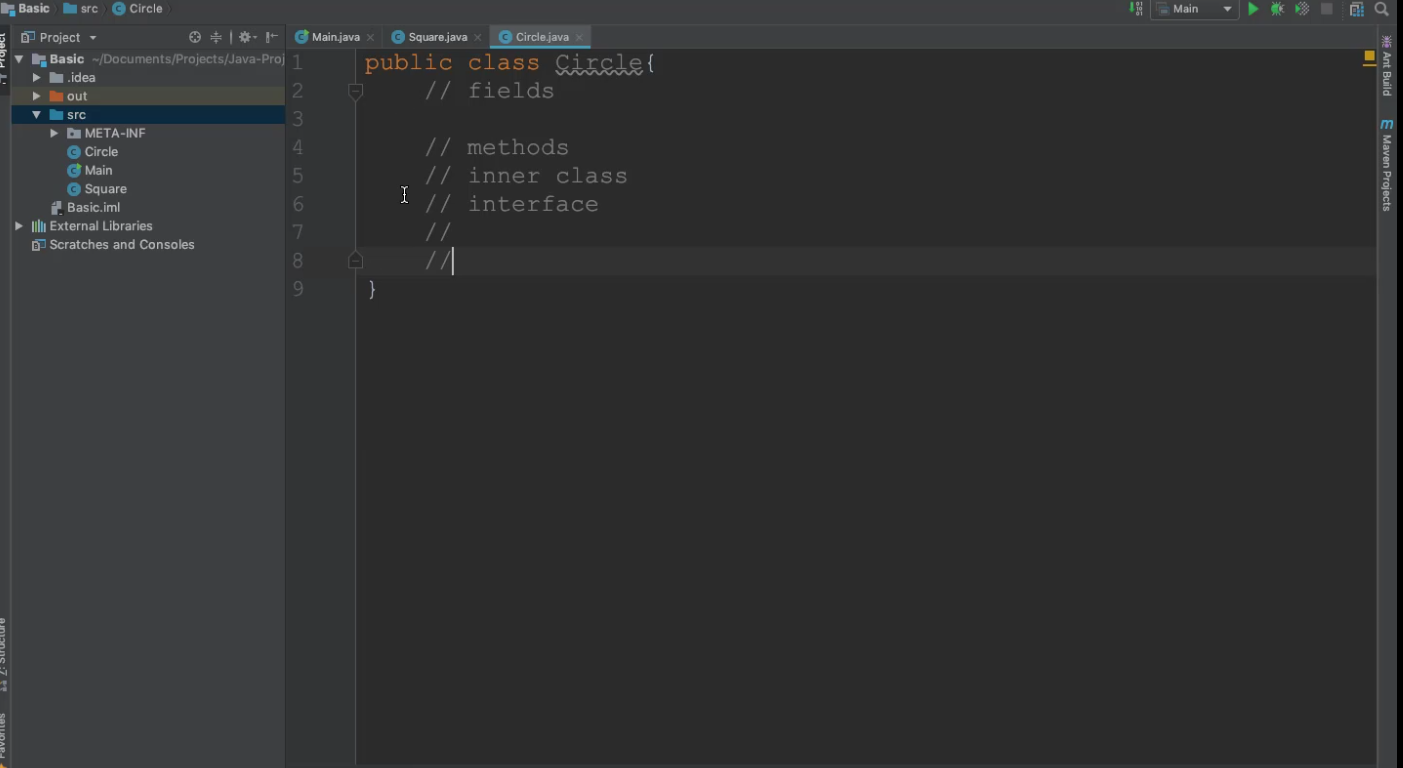 Basic src Circle
Main
Project
Main.java Square.java Circle.java
Basic ~/Documents/Projects/Java-Proj
.idea
out
src
META-INF
Circle
Main
Square
Basic.iml
External Libraries
Scratches and Consoles
1 public class Circle{
2 // fields
3
4 // methods
5 // inner class
6 // interface
7 //
8 //
9 }
Project
Z: Structure
Favorites
Ant Build
m Maven Projects